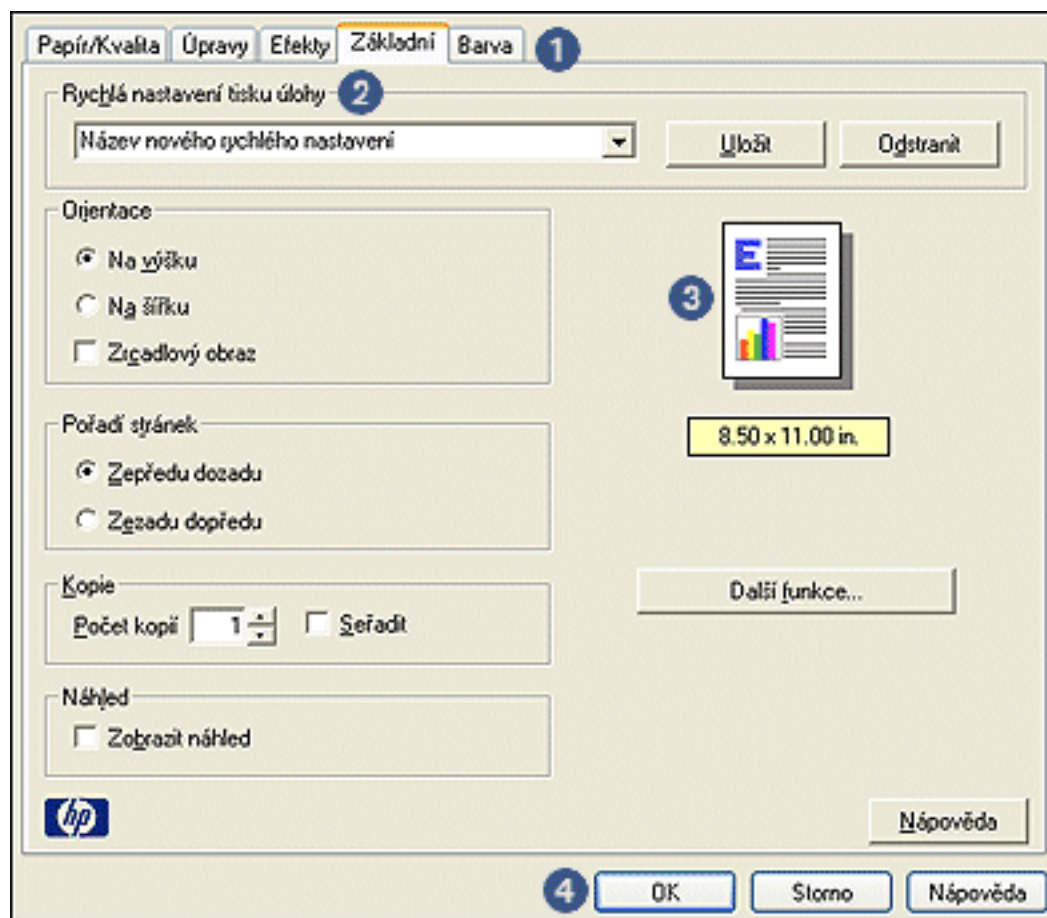 Papír/Kvalita Úpravy Efekty Základní Barva 1
Rychlá nastavení tisku úlohy 2
Název nového rychlého nastavení Uložit Odstranit
Orientace
Na výšku
Na šířku
Zrcadlový obraz
E
3
8.50 x 11.00 in.
Pořadí stránek
Zepředu dozadu
Zezadu dopředu
Kopie
Počet kopií 1 Seřadit
Další funkce...
Náhled
Zobrazit náhled
hp
Nápověda
4 OK Storno Nápověda